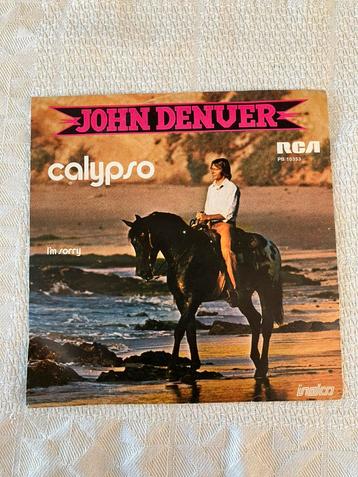 JOHN DENVER
RCA
calypso
PB 10353
I'm sorry
inelco